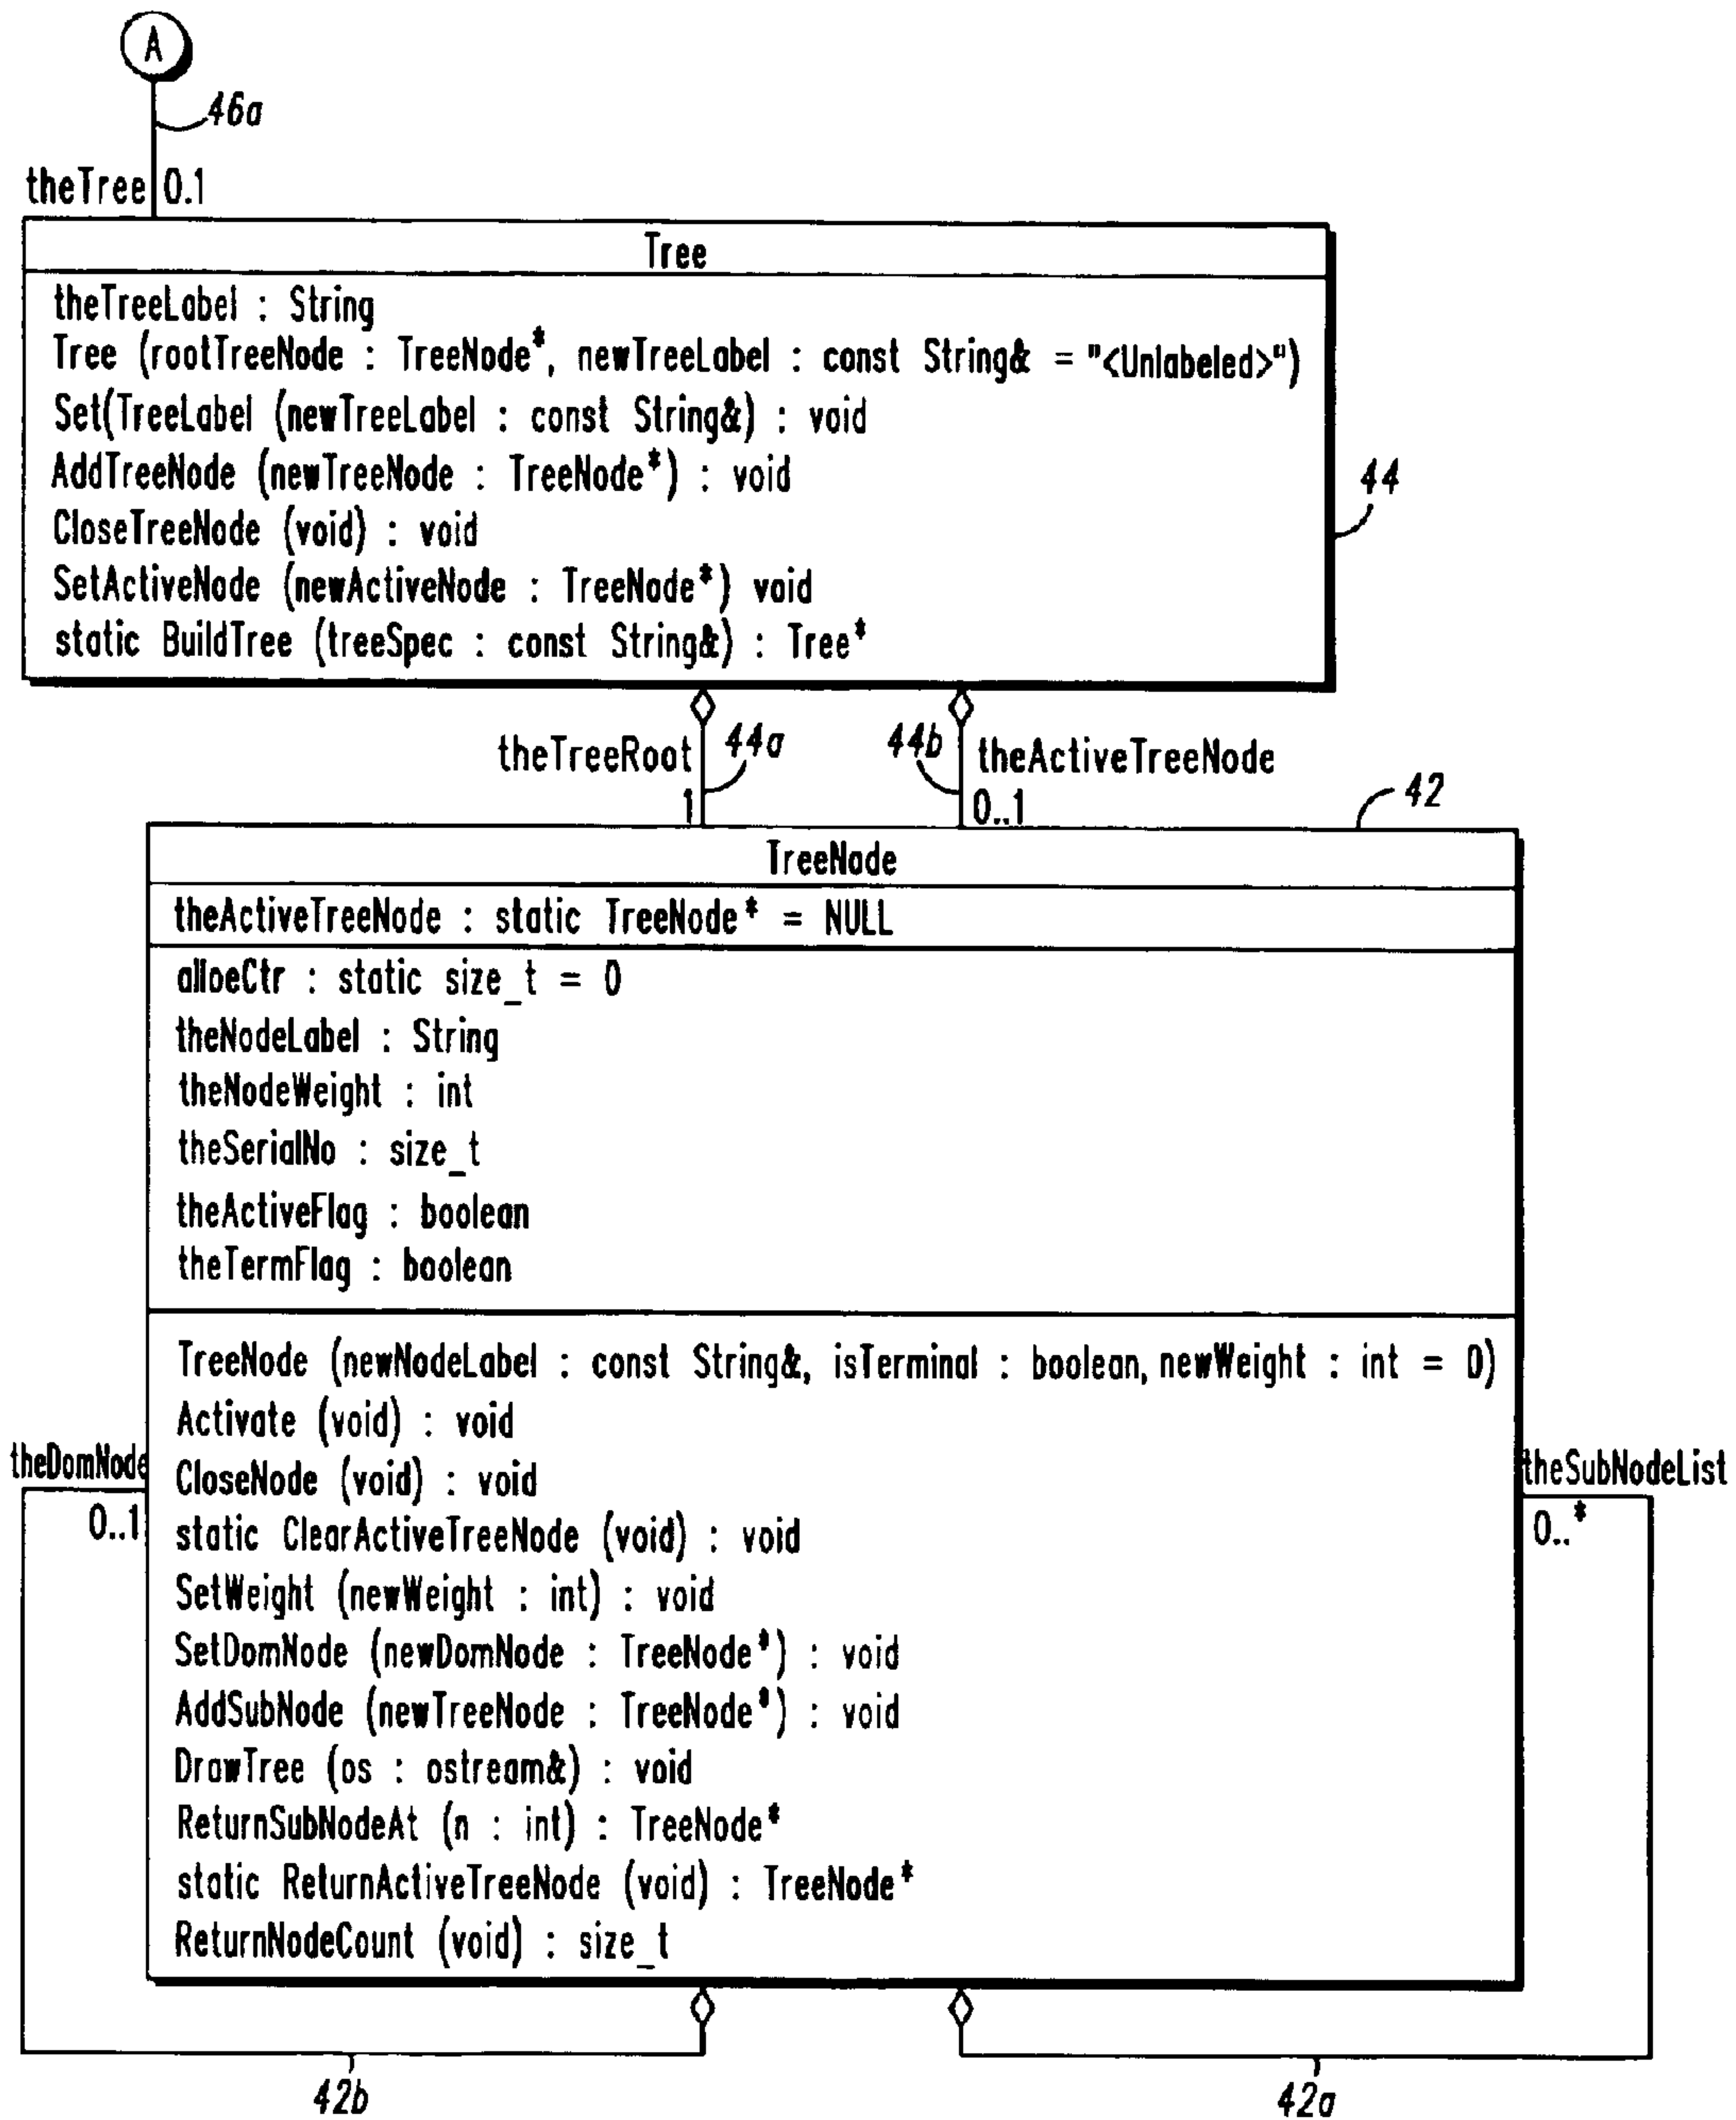 A
46a
theTree 0.1
Tree
theTreeLabel : String
Tree (rootTreeNode : TreeNode*, newTreeLabel : const String& = "<Unlabeled>")
Set(TreeLabel (newTreeLabel : const String&) : void
AddTreeNode (newTreeNode : TreeNode*) : void
44
CloseTreeNode (void) : void
SetActiveNode (newActiveNode : TreeNode*) void
static BuildTree (treeSpec : const String&) : Tree*
theTreeRoot 44a 44b theActiveTreeNode
1 0..1 42
TreeNode
theActiveTreeNode : static TreeNode* = NULL
alloeCtr : static size_t = 0
theNodeLabel : String
theNodeWeight : int
theSerialNo : size_t
theActiveFlag : boolean
theTermFlag : boolean
TreeNode (newNodeLabel : const String&, isTerminal : boolean, newWeight : int = 0)
Activate (void) : void
theDomNode theSubNodeList
CloseNode (void) : void
0..1 0..*
static ClearActiveTreeNode (void) : void
SetWeight (newWeight : int) : void
SetDomNode (newDomNode : TreeNode*) : void
AddSubNode (newTreeNode : TreeNode*) : void
DrawTree (os : ostream&) : void
ReturnSubNodeAt (n : int) : TreeNode*
static ReturnActiveTreeNode (void) : TreeNode*
ReturnNodeCount (void) : size_t
42b 42a